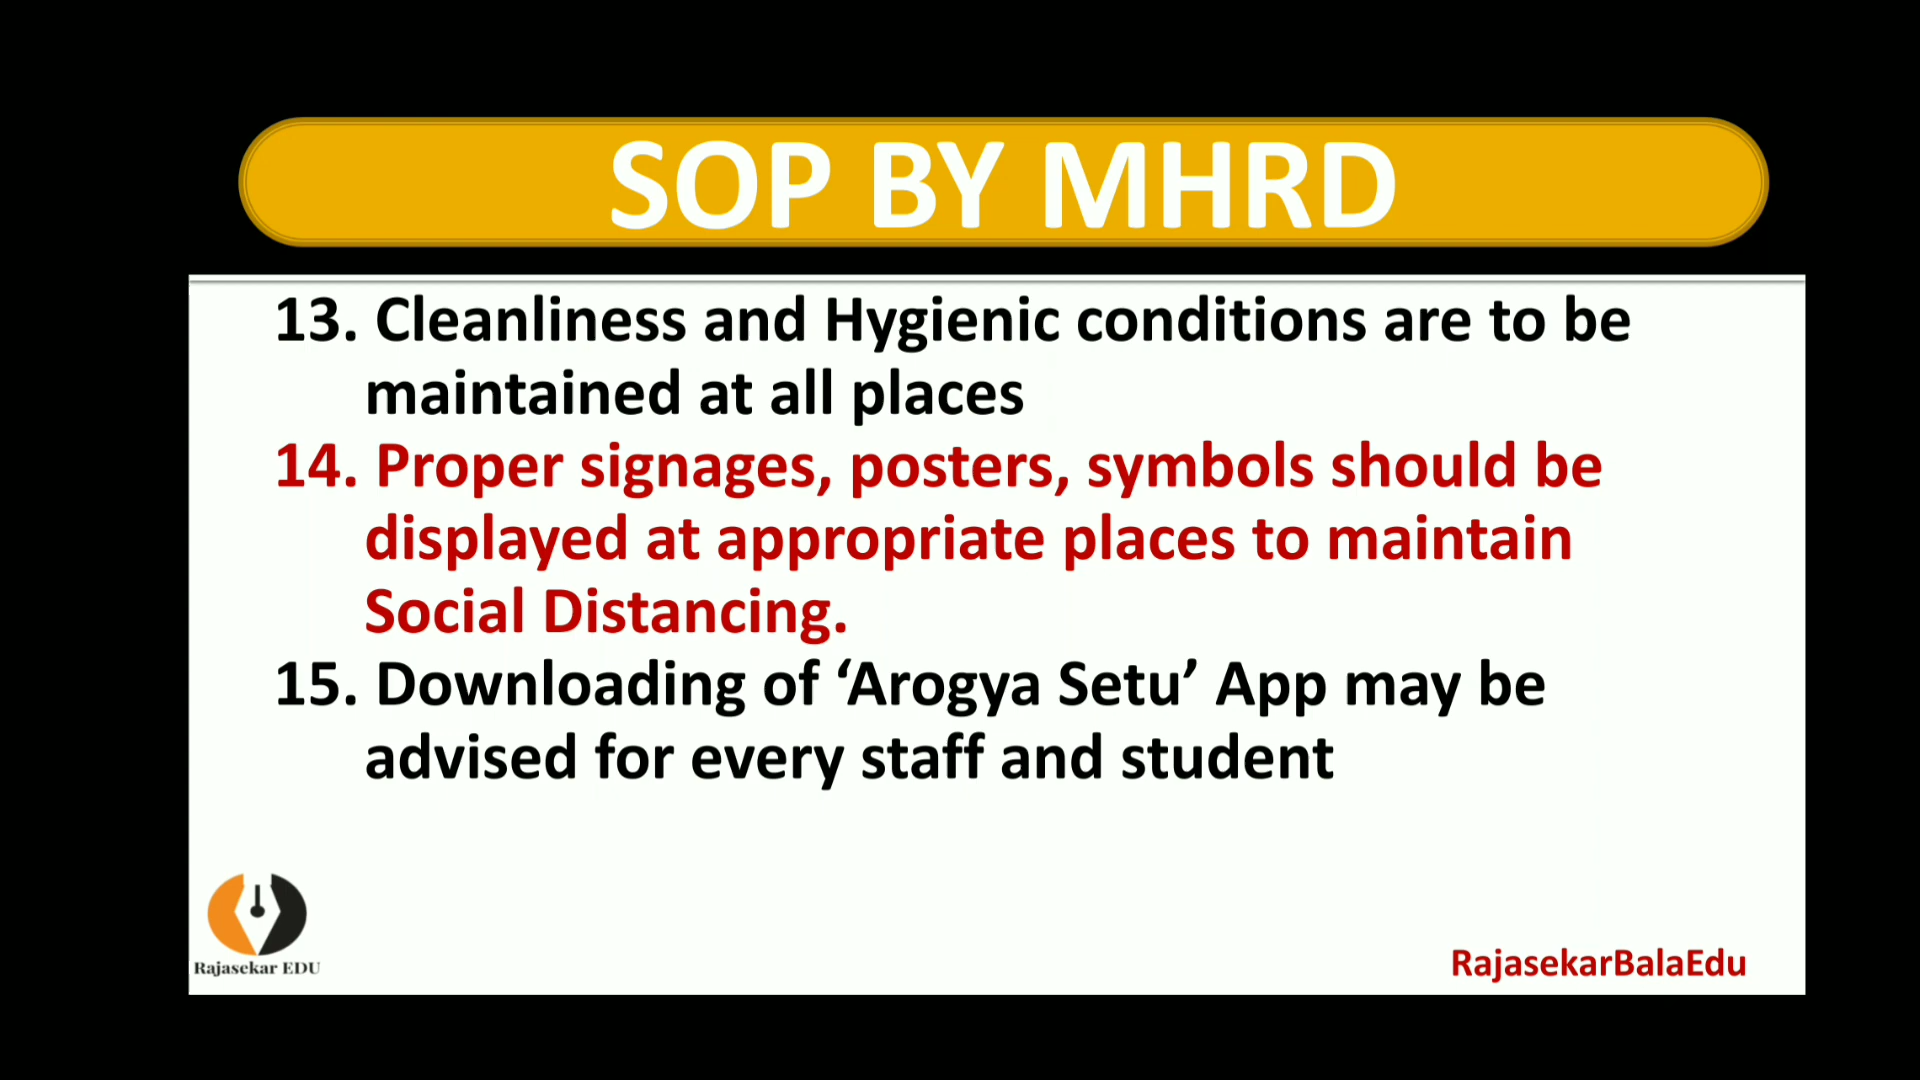 SOP BY MHRD
13. Cleanliness and Hygienic conditions are to be
maintained at all places
14. Proper signages, posters, symbols should be
displayed at appropriate places to maintain
Social Distancing.
15. Downloading of ‘Arogya Setu’ App may be
advised for every staff and student
Rajasekar EDU
RajasekarBalaEdu